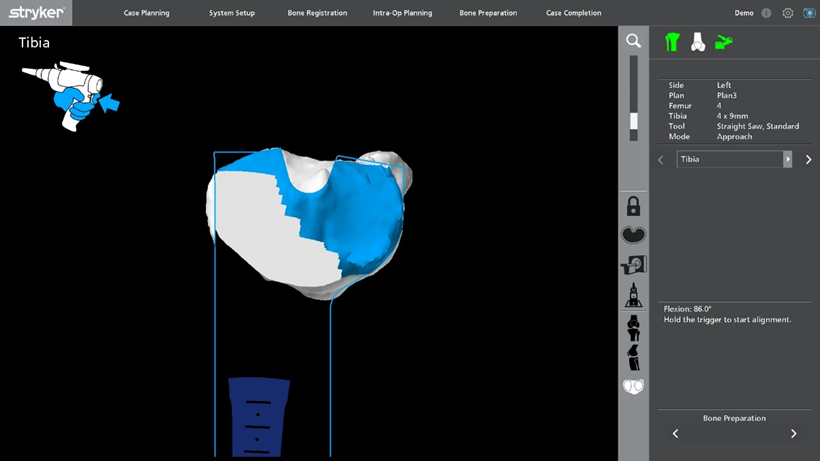 stryker
Case Planning System Setup Bone Registration Intra-Op Planning Bone Preparation Case Completion Demo
Tibia
Side Left
Plan Plan3
Femur 4
Tibia 4 x 9mm
Tool Straight Saw, Standard
Mode Approach
Tibia
Flexion: 86.0°
Hold the trigger to start alignment.
Bone Preparation